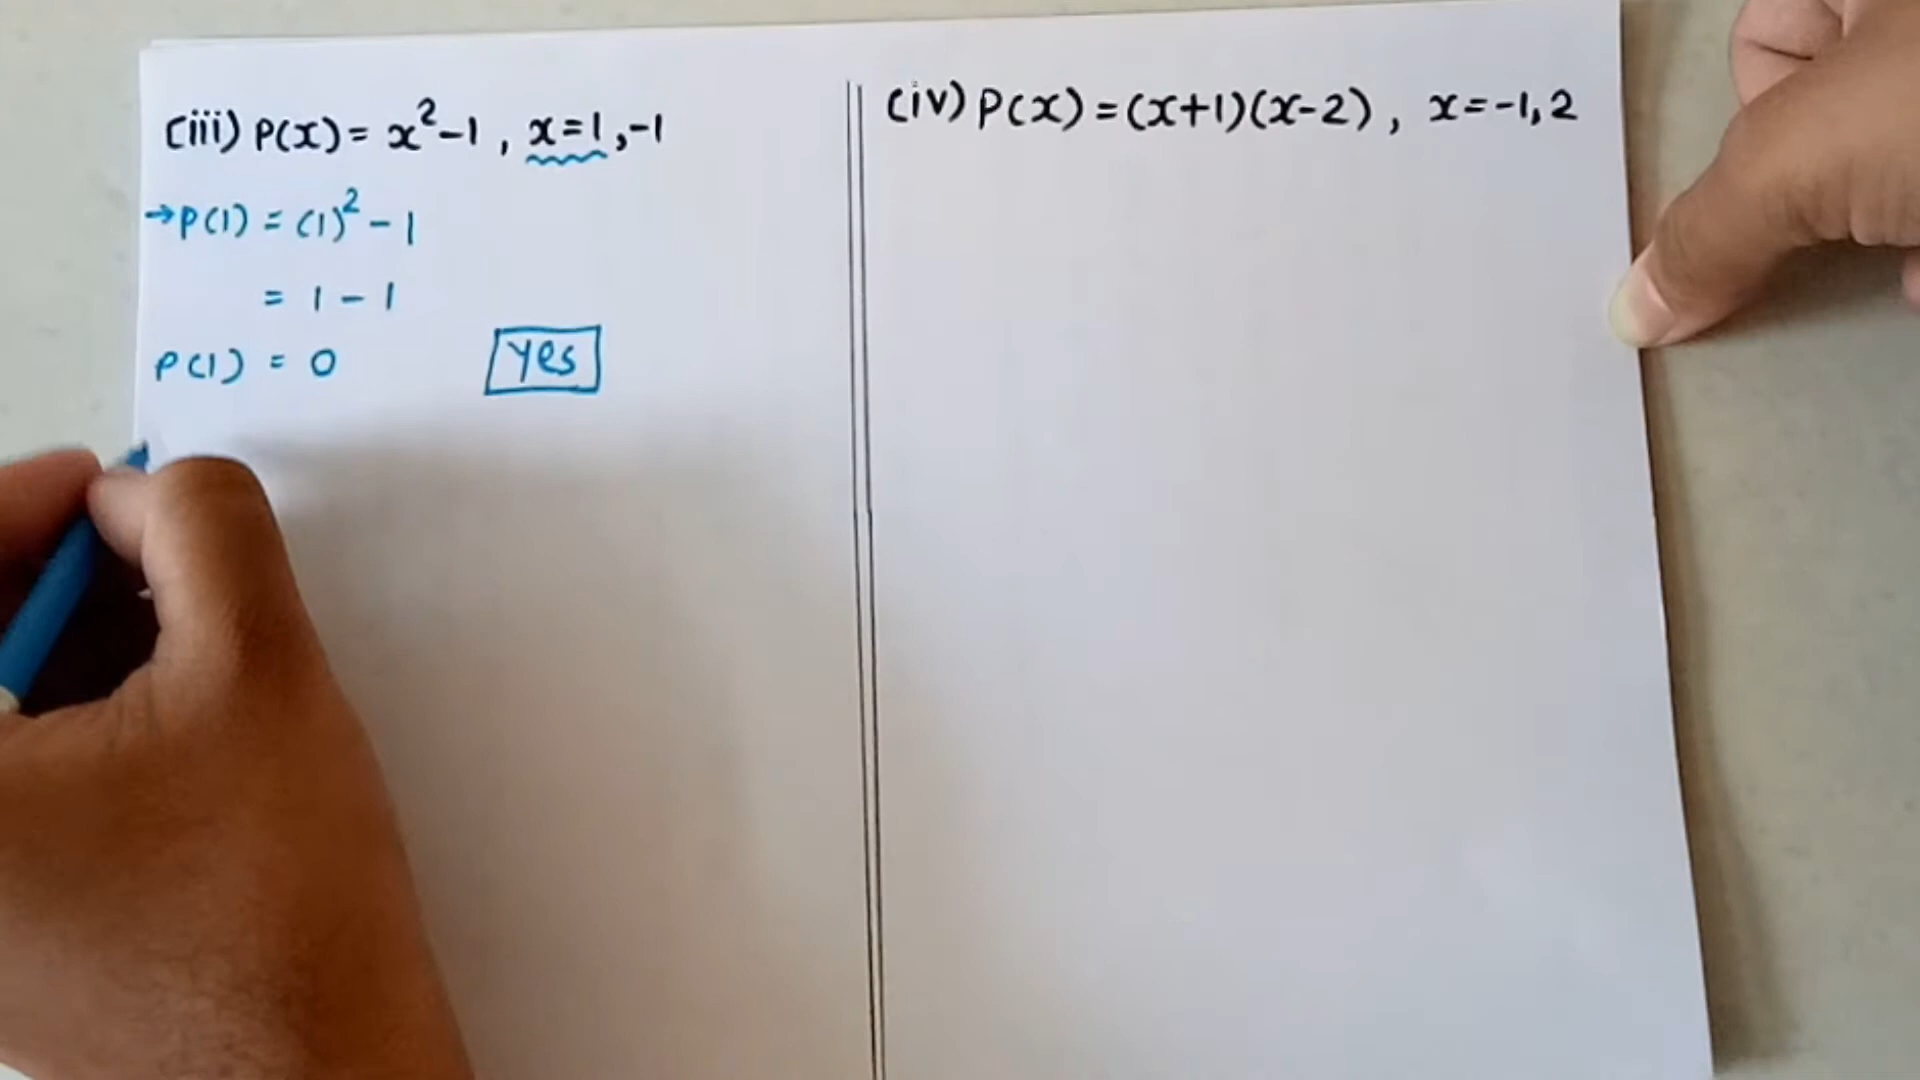 (iii) P(x) = x²-1 , x=1,-1
→P(1) = (1)² - 1
= 1 - 1
P(1) = 0
Yes
(iv) P(x) = (x+1)(x-2) , x=-1,2